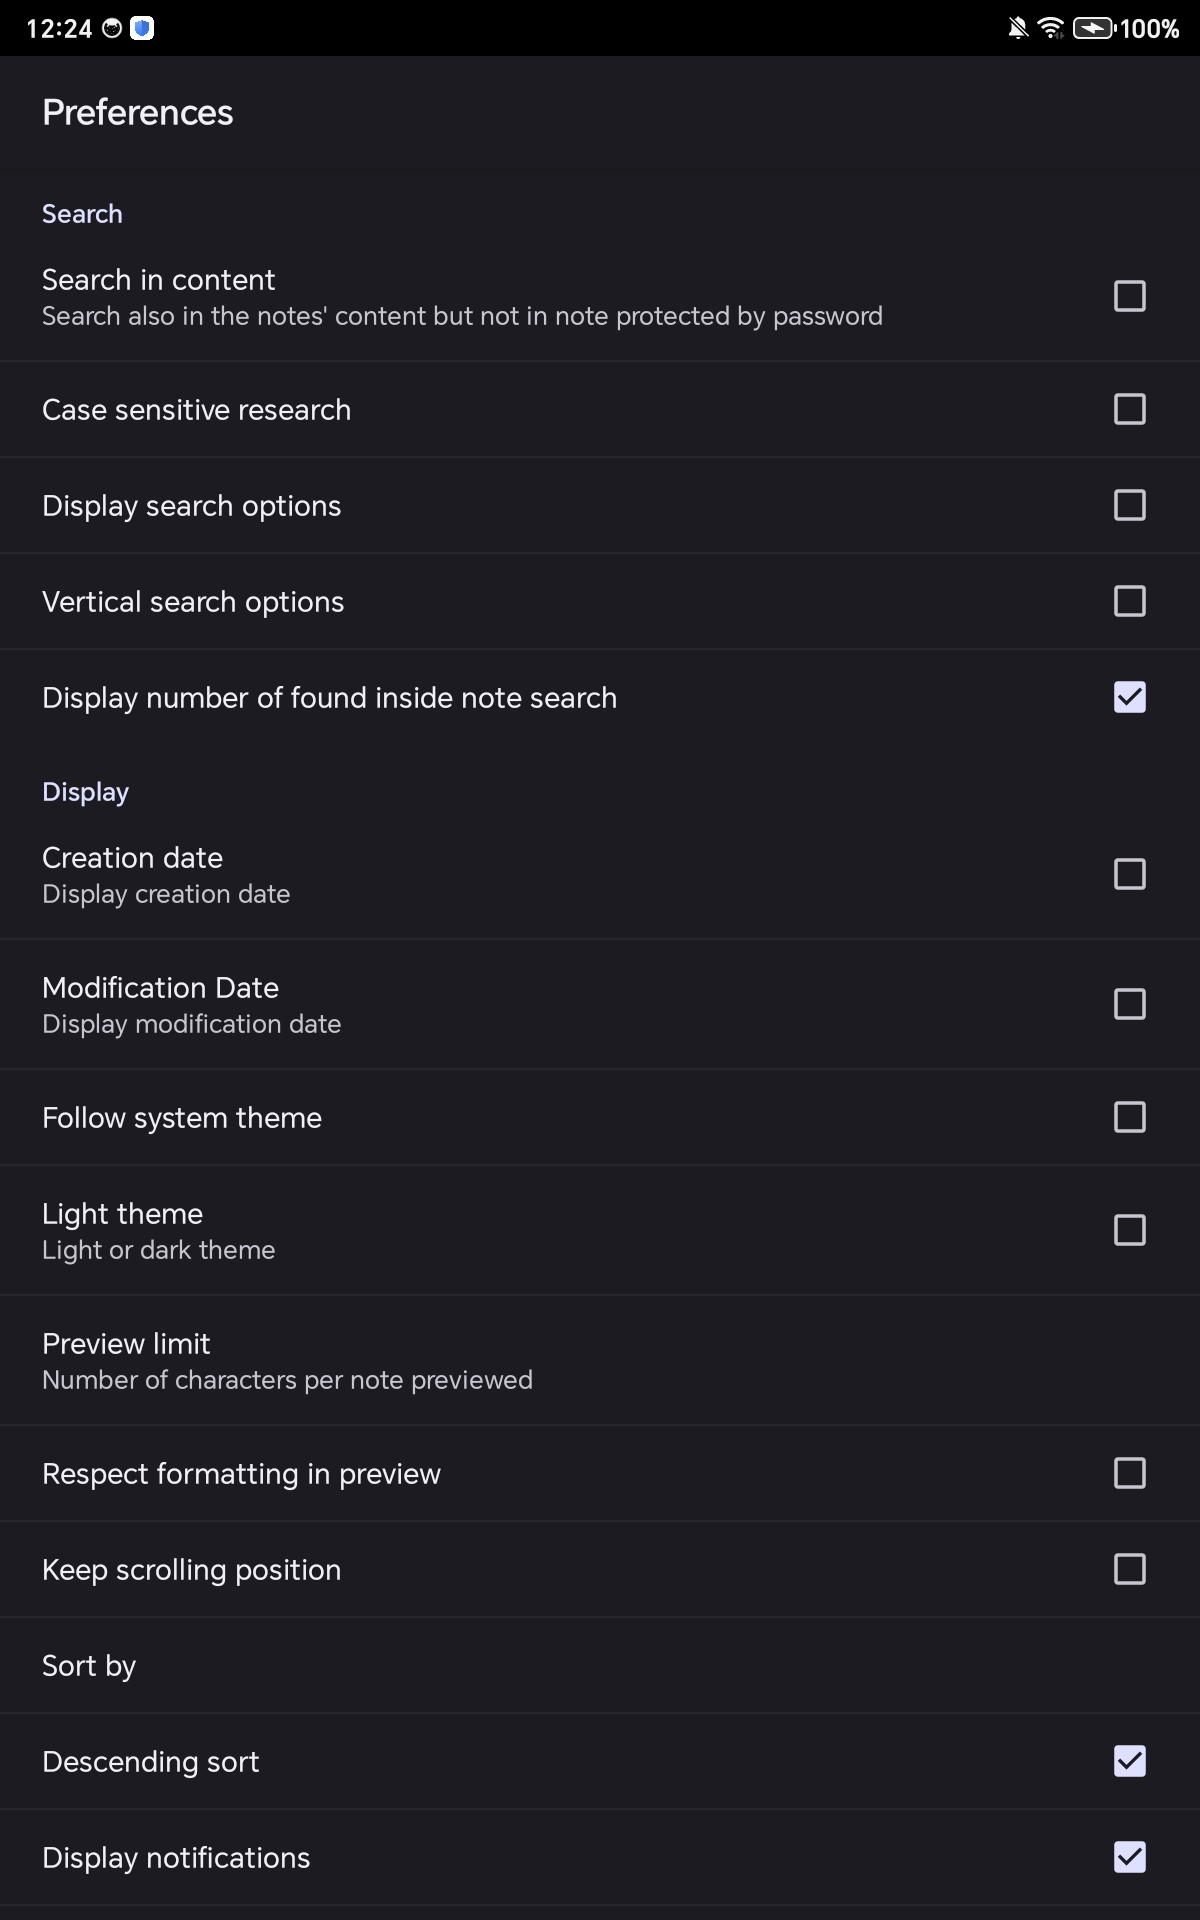 12:24
100%
Preferences
Search
Search in content
Search also in the notes' content but not in note protected by password
Case sensitive research
Display search options
Vertical search options
Display number of found inside note search
Display
Creation date
Display creation date
Modification Date
Display modification date
Follow system theme
Light theme
Light or dark theme
Preview limit
Number of characters per note previewed
Respect formatting in preview
Keep scrolling position
Sort by
Descending sort
Display notifications